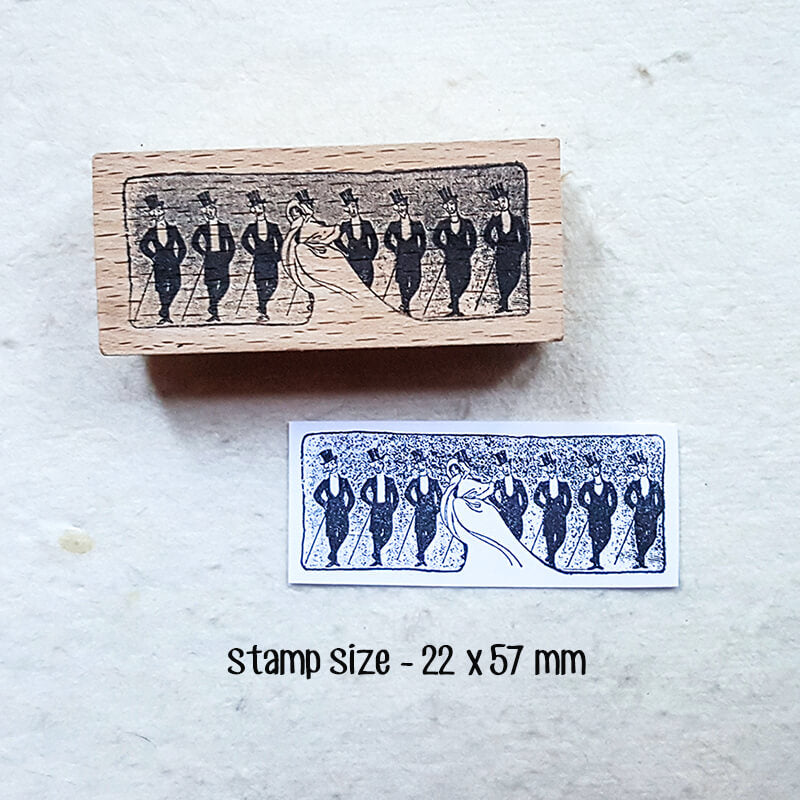 stamp size - 22 x 57 mm